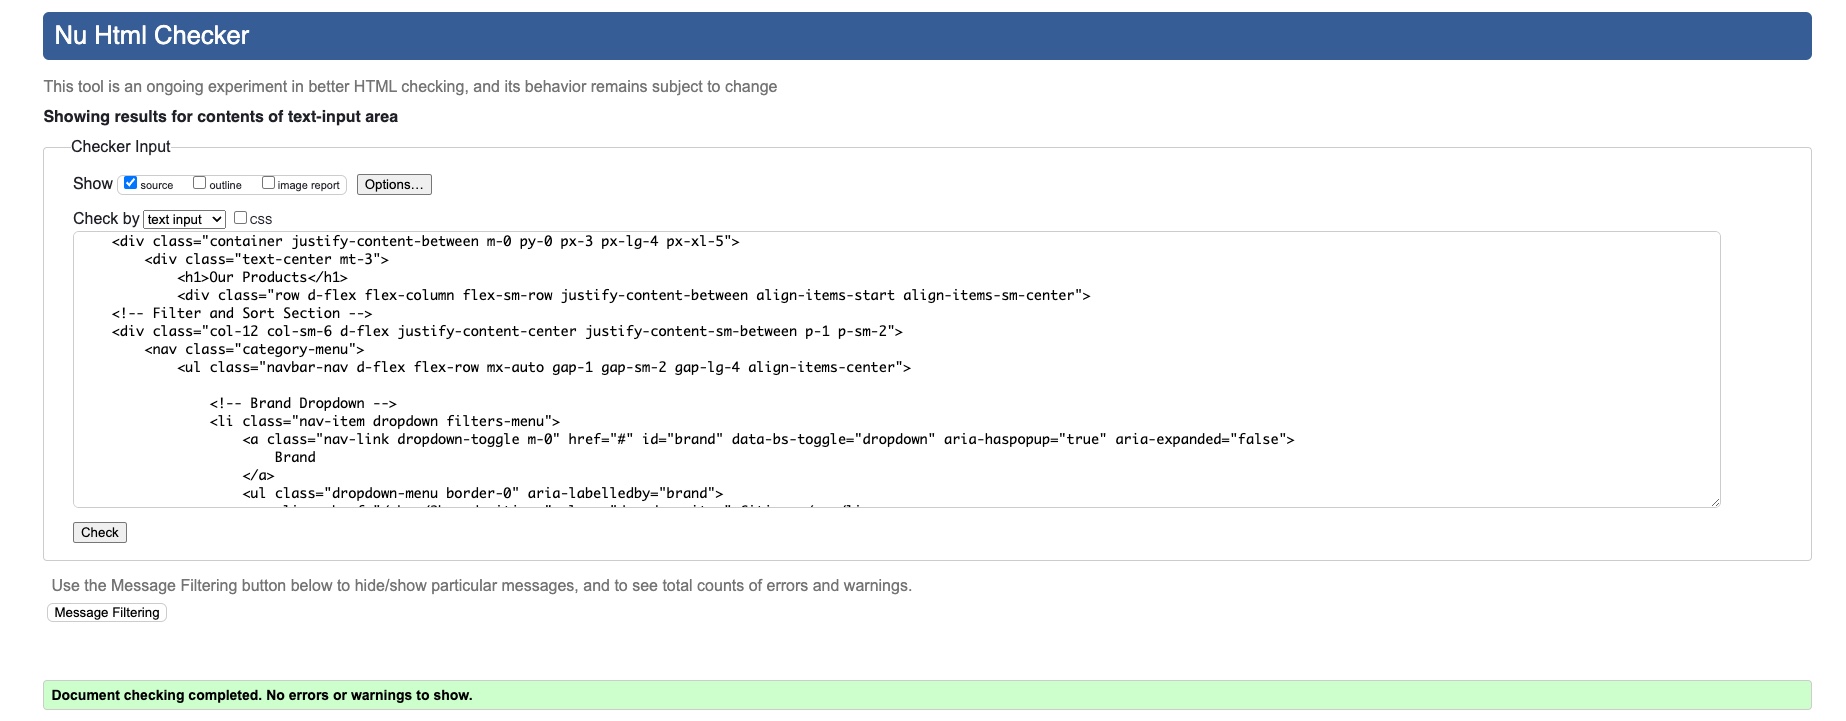 Nu Html Checker
This tool is an ongoing experiment in better HTML checking, and its behavior remains subject to change
Showing results for contents of text-input area
Checker Input
Show source outline image report Options...
Check by text input CSS
<div class="container justify-content-between m-0 py-0 px-3 px-lg-4 px-xl-5">
<div class="text-center mt-3">
<h1>Our Products</h1>
<div class="row d-flex flex-column flex-sm-row justify-content-between align-items-start align-items-sm-center">
<!-- Filter and Sort Section -->
<div class="col-12 col-sm-6 d-flex justify-content-center justify-content-sm-between p-1 p-sm-2">
<nav class="category-menu">
<ul class="navbar-nav d-flex flex-row mx-auto gap-1 gap-sm-2 gap-lg-4 align-items-center">
<!-- Brand Dropdown -->
<li class="nav-item dropdown filters-menu">
<a class="nav-link dropdown-toggle m-0" href="#" id="brand" data-bs-toggle="dropdown" aria-haspopup="true" aria-expanded="false">
Brand
</a>
<ul class="dropdown-menu border-0" aria-labelledby="brand">
Check
Use the Message Filtering button below to hide/show particular messages, and to see total counts of errors and warnings.
Message Filtering
Document checking completed. No errors or warnings to show.